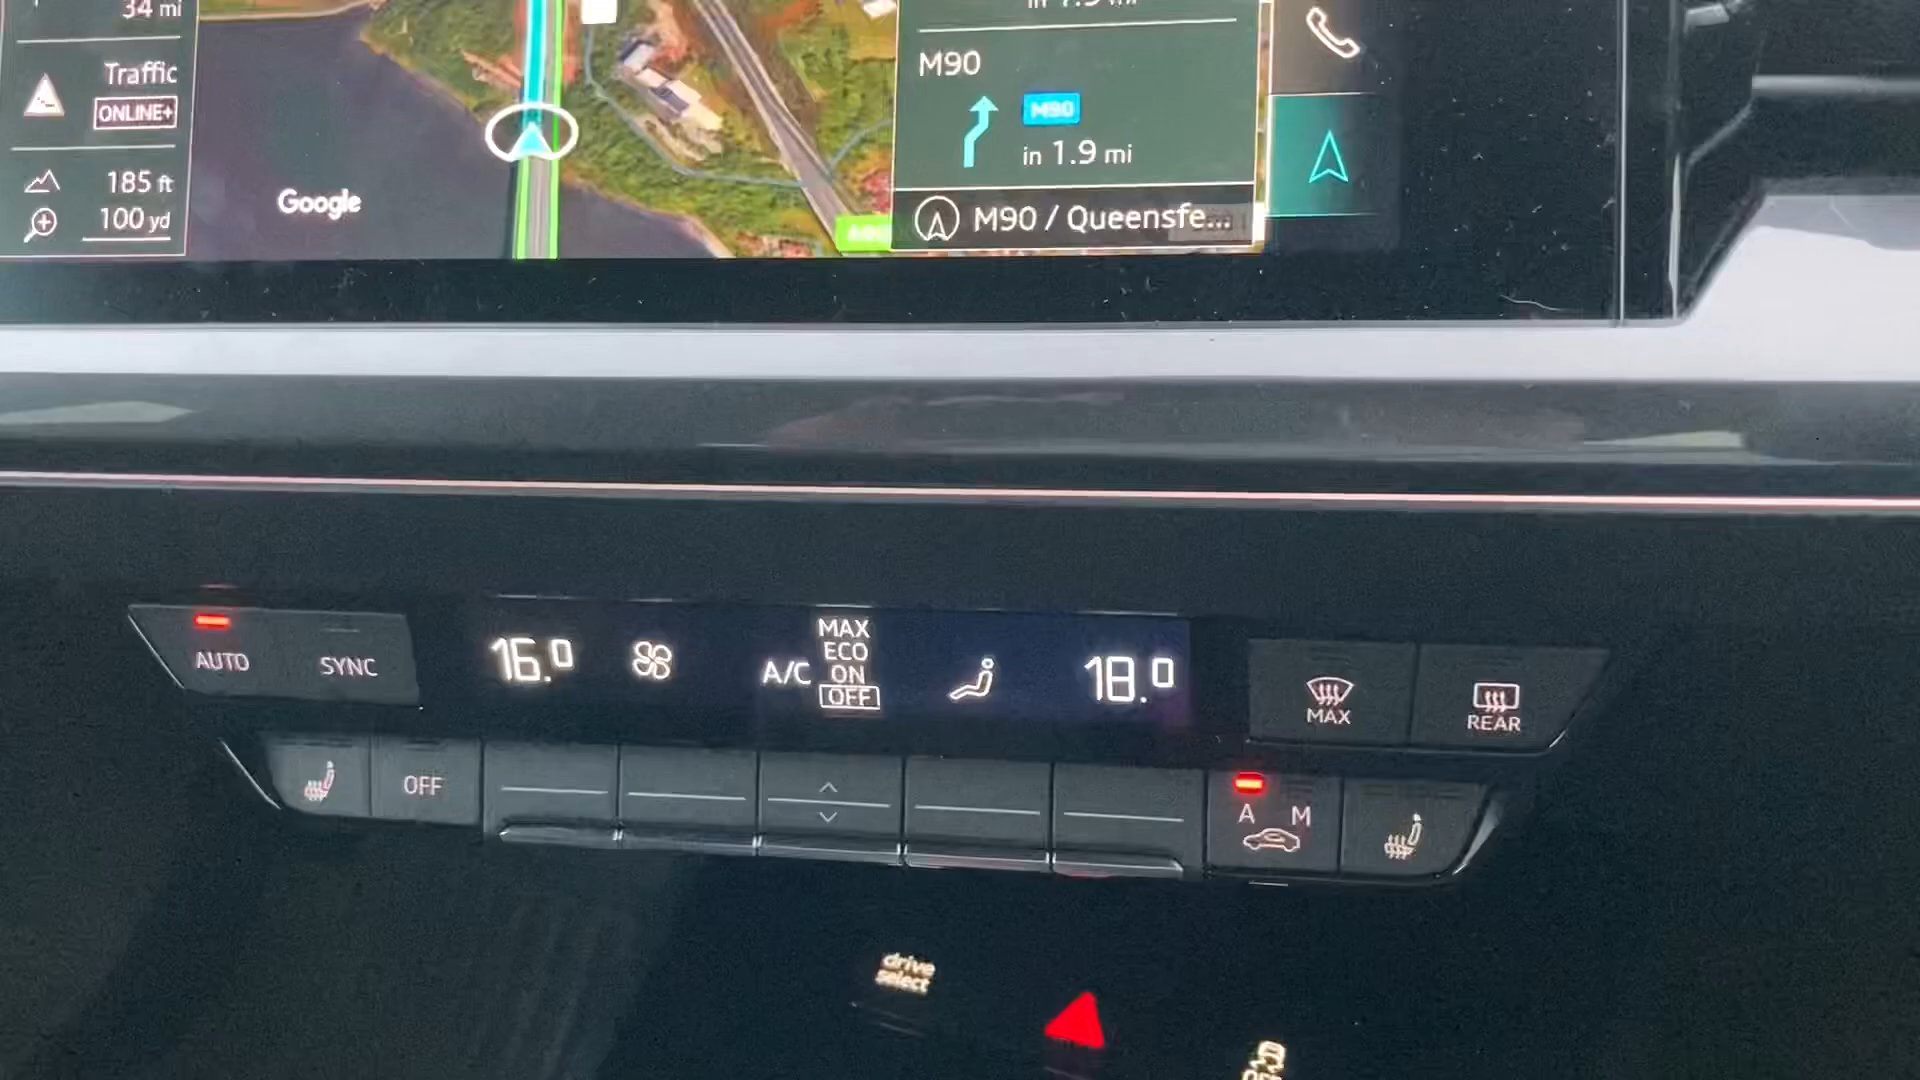 34 mi
Traffic
ONLINE+
185 ft
100 yd
Google
M90
M90
in 1.9 mi
M90 / Queensfe...
AUTO
SYNC
16.0
A/C
MAX
ECO
ON
OFF
18.0
MAX
REAR
OFF
A M
drive
select